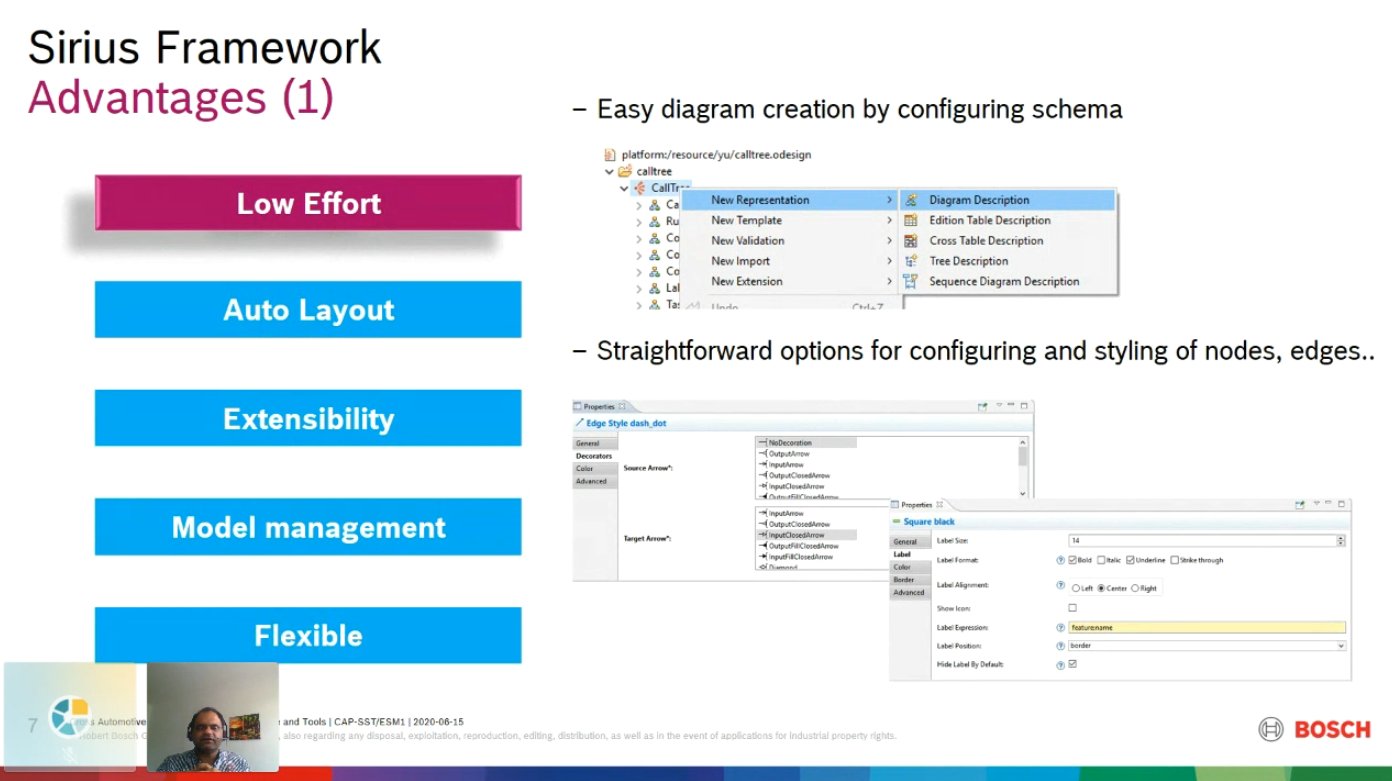 Sirius Framework
Advantages (1)
Low Effort
Auto Layout
Extensibility
Model management
Flexible
– Easy diagram creation by configuring schema
platform:/resource/yu/calltree.odesign
calltree
CallTree
Ca
Ru
Co
Co
Co
Lal
Tas
New Representation
New Template
New Validation
New Import
New Extension
Undo Ctrl+Z
Diagram Description
Edition Table Description
Cross Table Description
Tree Description
Sequence Diagram Description
– Straightforward options for configuring and styling of nodes, edges..
Properties
Edge Style dash_dot
General
Decorators
Color
Advanced
Source Arrow*:
NoDecoration
OutputArrow
InputArrow
OutputClosedArrow
InputClosedArrow
OutputFillClosedArrow
Target Arrow*:
InputArrow
OutputClosedArrow
InputClosedArrow
OutputFillClosedArrow
InputFillClosedArrow
Diamond
Properties
Square black
General
Label
Color
Border
Advanced
Label Size: 14
Label Format: Bold Italic Underline Strike through
Label Alignment: Left Center Right
Show Icon:
Label Expression: feature:name
Label Position: border
Hide Label By Default:
7
Automotive e and Tools | CAP-SST/ESM1 | 2020-06-15
obert Bosch G , also regarding any disposal, exploitation, reproduction, editing, distribution, as well as in the event of applications for industrial property rights.
BOSCH